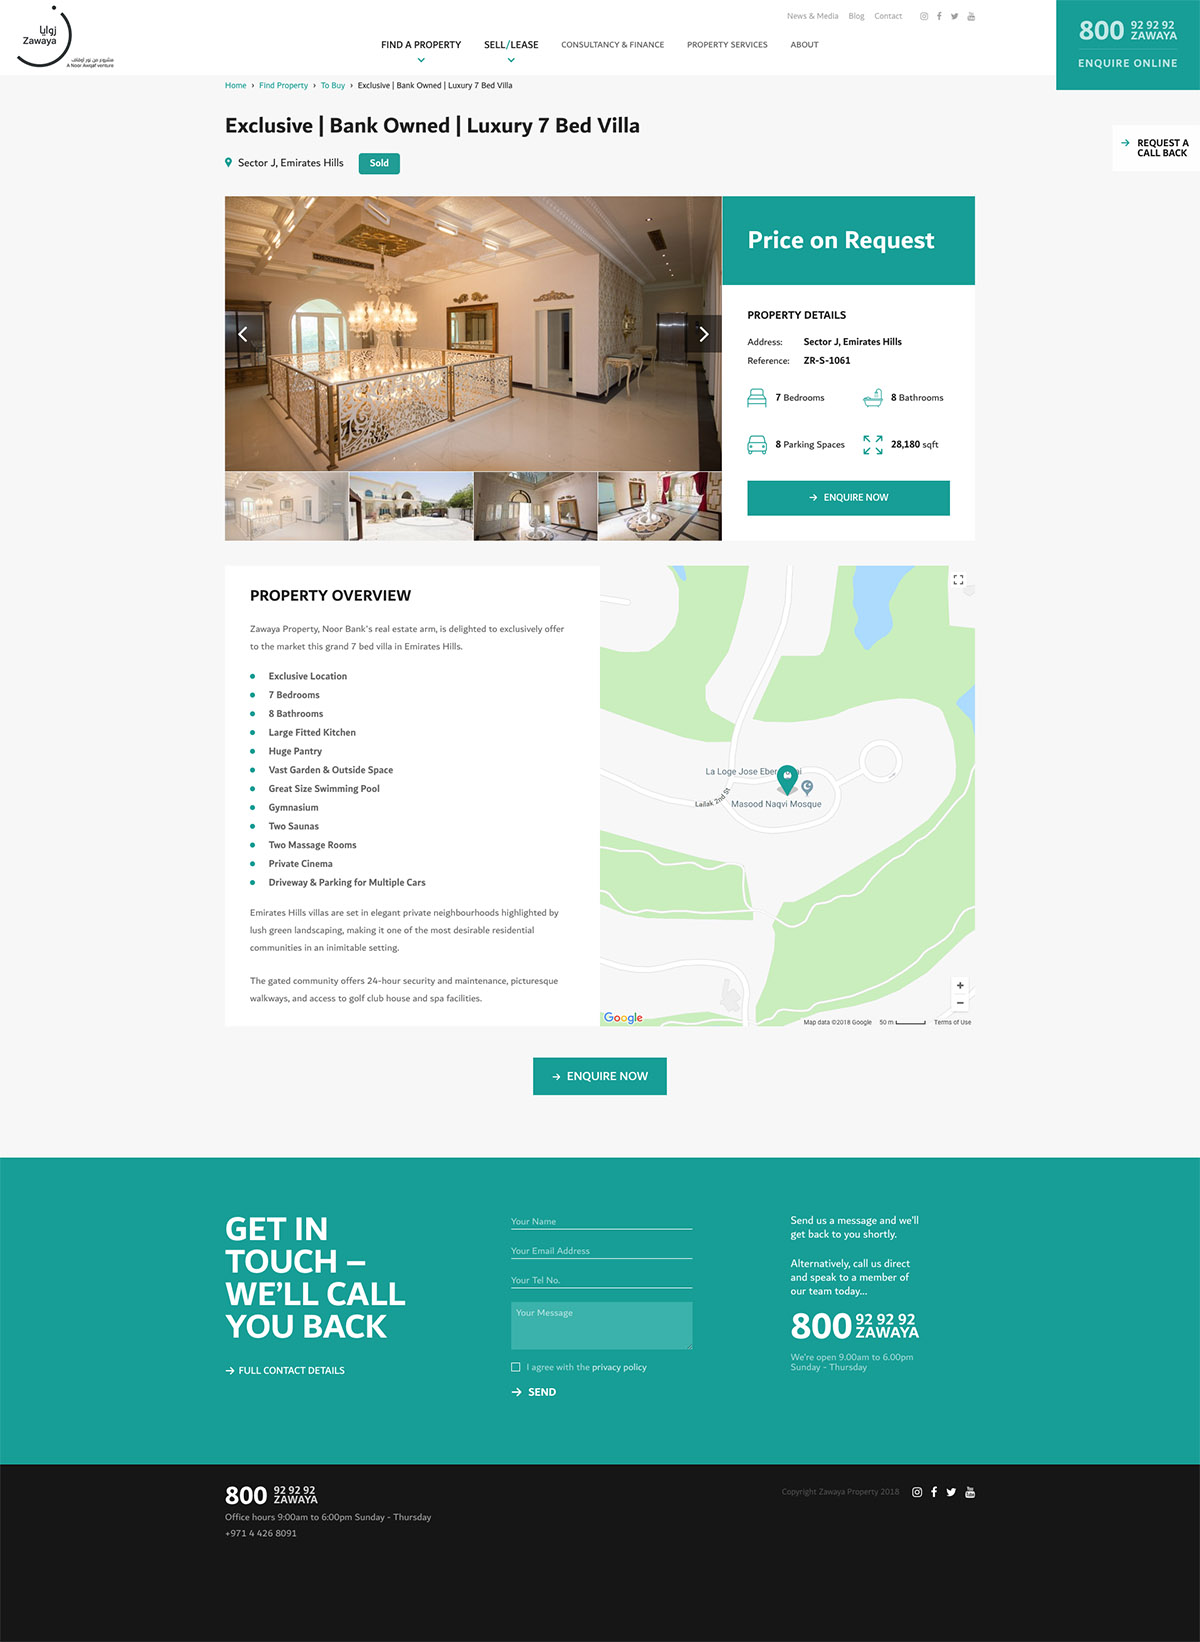 زوايا
Zawaya
مشروع من نور أوقاف
A Noor Awqaf venture
News & Media Blog Contact
FIND A PROPERTY SELL/LEASE CONSULTANCY & FINANCE PROPERTY SERVICES ABOUT
800 92 92 92 ZAWAYA
ENQUIRE ONLINE
Home › Find Property › To Buy › Exclusive | Bank Owned | Luxury 7 Bed Villa
Exclusive | Bank Owned | Luxury 7 Bed Villa
Sector J, Emirates Hills Sold
REQUEST A
CALL BACK
Price on Request
PROPERTY DETAILS
Address: Sector J, Emirates Hills
Reference: ZR-S-1061
7 Bedrooms 8 Bathrooms
8 Parking Spaces 28,180 sqft
ENQUIRE NOW
PROPERTY OVERVIEW
Zawaya Property, Noor Bank's real estate arm, is delighted to exclusively offer
to the market this grand 7 bed villa in Emirates Hills.
Exclusive Location
7 Bedrooms
8 Bathrooms
Large Fitted Kitchen
Huge Pantry
Vast Garden & Outside Space
Great Size Swimming Pool
Gymnasium
Two Saunas
Two Massage Rooms
Private Cinema
Driveway & Parking for Multiple Cars
Emirates Hills villas are set in elegant private neighbourhoods highlighted by
lush green landscaping, making it one of the most desirable residential
communities in an inimitable setting.
The gated community offers 24-hour security and maintenance, picturesque
walkways, and access to golf club house and spa facilities.
La Loge Jose
Lailak 2nd St
Masood Naqvi Mosque
+
−
Google
Map data ©2018 Google 50 m Terms of Use
ENQUIRE NOW
GET IN
TOUCH –
WE'LL CALL
YOU BACK
FULL CONTACT DETAILS
Your Name
Your Email Address
Your Tel No.
Your Message
I agree with the privacy policy
SEND
Send us a message and we'll
get back to you shortly.
Alternatively, call us direct
and speak to a member of
our team today...
800 92 92 92 ZAWAYA
We're open 9.00am to 6.00pm
Sunday - Thursday
800 92 92 92 ZAWAYA
Office hours 9:00am to 6:00pm Sunday - Thursday
+971 4 426 8091
Copyright Zawaya Property 2018